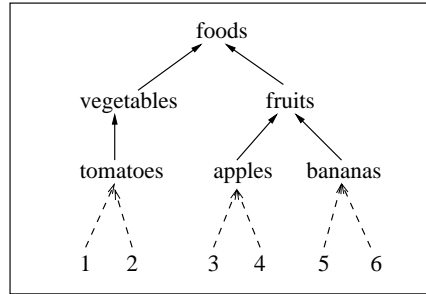 foods
vegetables fruits
tomatoes apples bananas
1 2 3 4 5 6